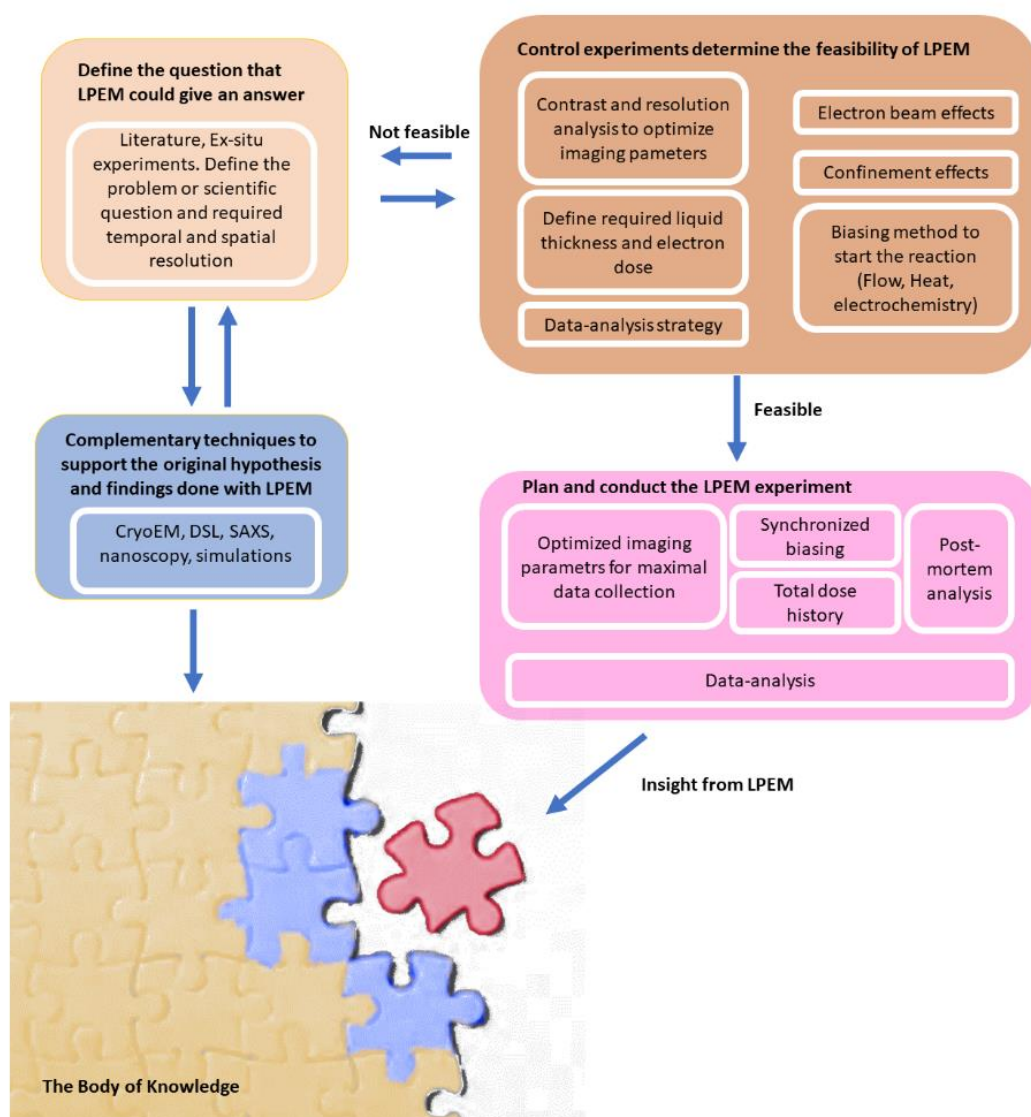 Define the question that
LPEM could give an answer
Literature, Ex-situ
experiments. Define the
problem or scientific
question and required
temporal and spatial
resolution
Not feasible
Control experiments determine the feasibility of LPEM
Contrast and resolution
analysis to optimize
imaging pameters
Define required liquid
thickness and electron
dose
Data-analysis strategy
Electron beam effects
Confinement effects
Biasing method to
start the reaction
(Flow, Heat,
electrochemistry)
Feasible
Complementary techniques to
support the original hypothesis
and findings done with LPEM
CryoEM, DSL, SAXS,
nanoscopy, simulations
Plan and conduct the LPEM experiment
Optimized imaging
parametrs for maximal
data collection
Synchronized
biasing
Total dose
history
Post-
mortem
analysis
Data-analysis
Insight from LPEM
The Body of Knowledge